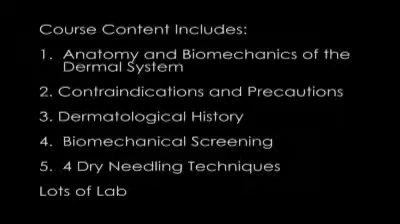 Course Content Includes:
1. Anatomy and Biomechanics of the
Dermal System
2. Contraindications and Precautions
3. Dermatological History
4. Biomechanical Screening
5. 4 Dry Needling Techniques
Lots of Lab